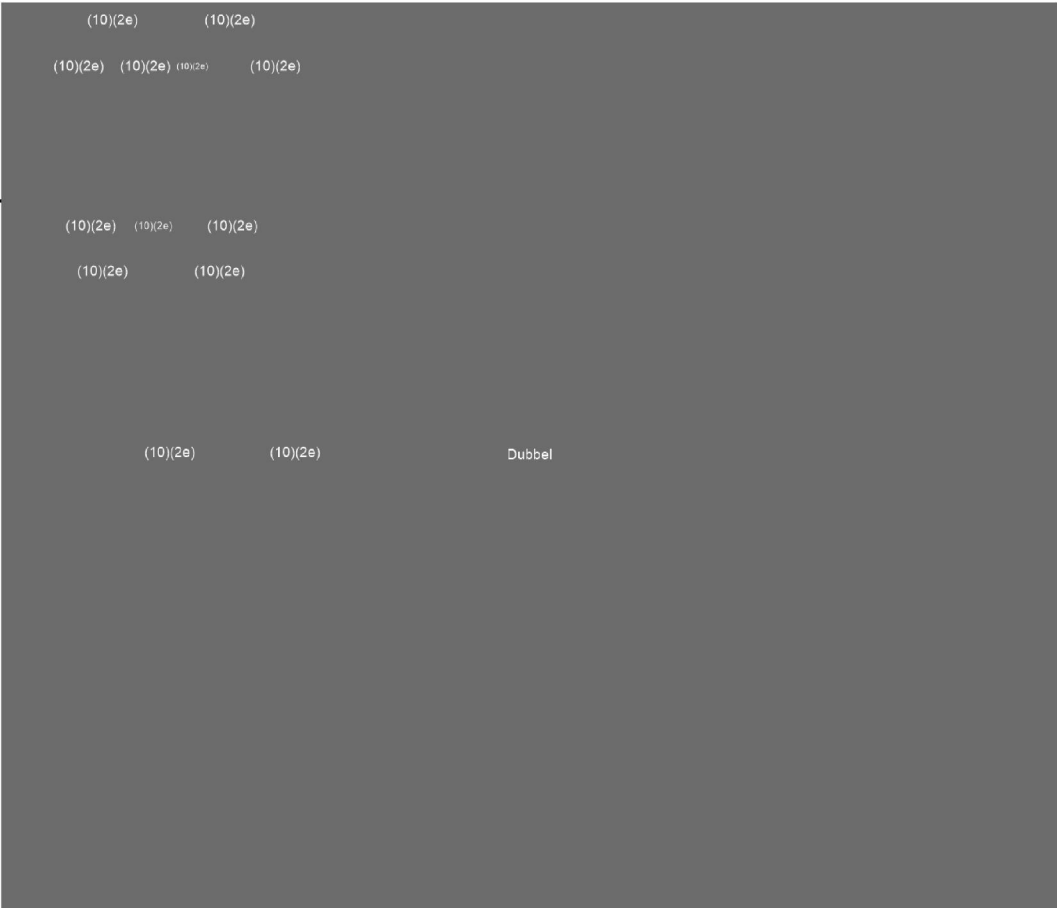 (10)(2e) (10)(2e)
(10)(2e) (10)(2e) (10)(2e) (10)(2e)
(10)(2e) (10)(2e) (10)(2e)
(10)(2e) (10)(2e)
(10)(2e) (10)(2e) Dubbel